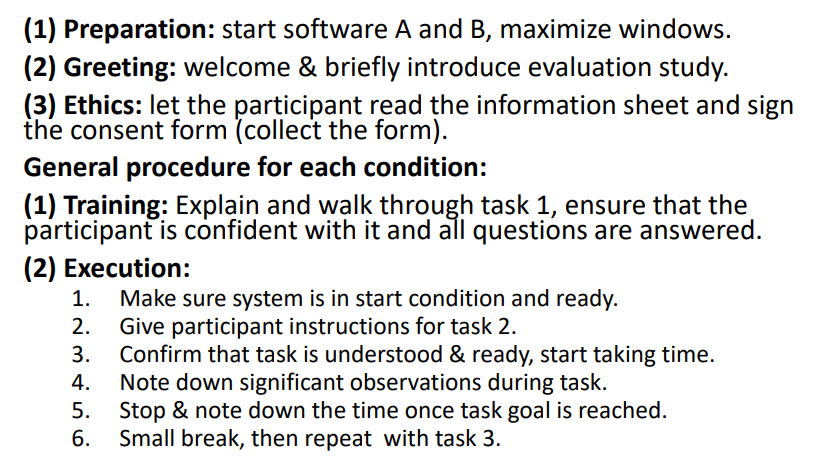 (1) Preparation: start software A and B, maximize windows.
(2) Greeting: welcome & briefly introduce evaluation study.
(3) Ethics: let the participant read the information sheet and sign
the consent form (collect the form).
General procedure for each condition:
(1) Training: Explain and walk through task 1, ensure that the
participant is confident with it and all questions are answered.
(2) Execution:
1. Make sure system is in start condition and ready.
2. Give participant instructions for task 2.
3. Confirm that task is understood & ready, start taking time.
4. Note down significant observations during task.
5. Stop & note down the time once task goal is reached.
6. Small break, then repeat with task 3.